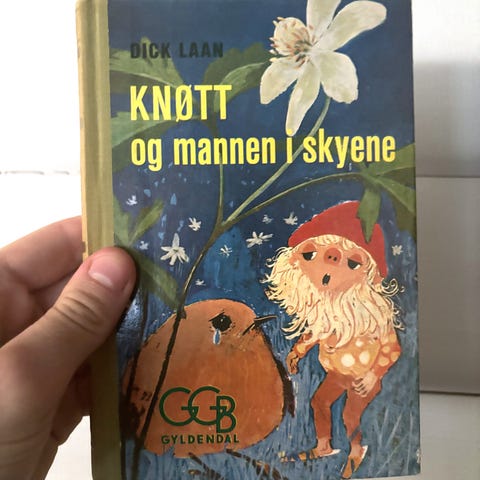 DICK LAAN
KNØTT
og mannen i skyene
GGB
GYLDENDAL